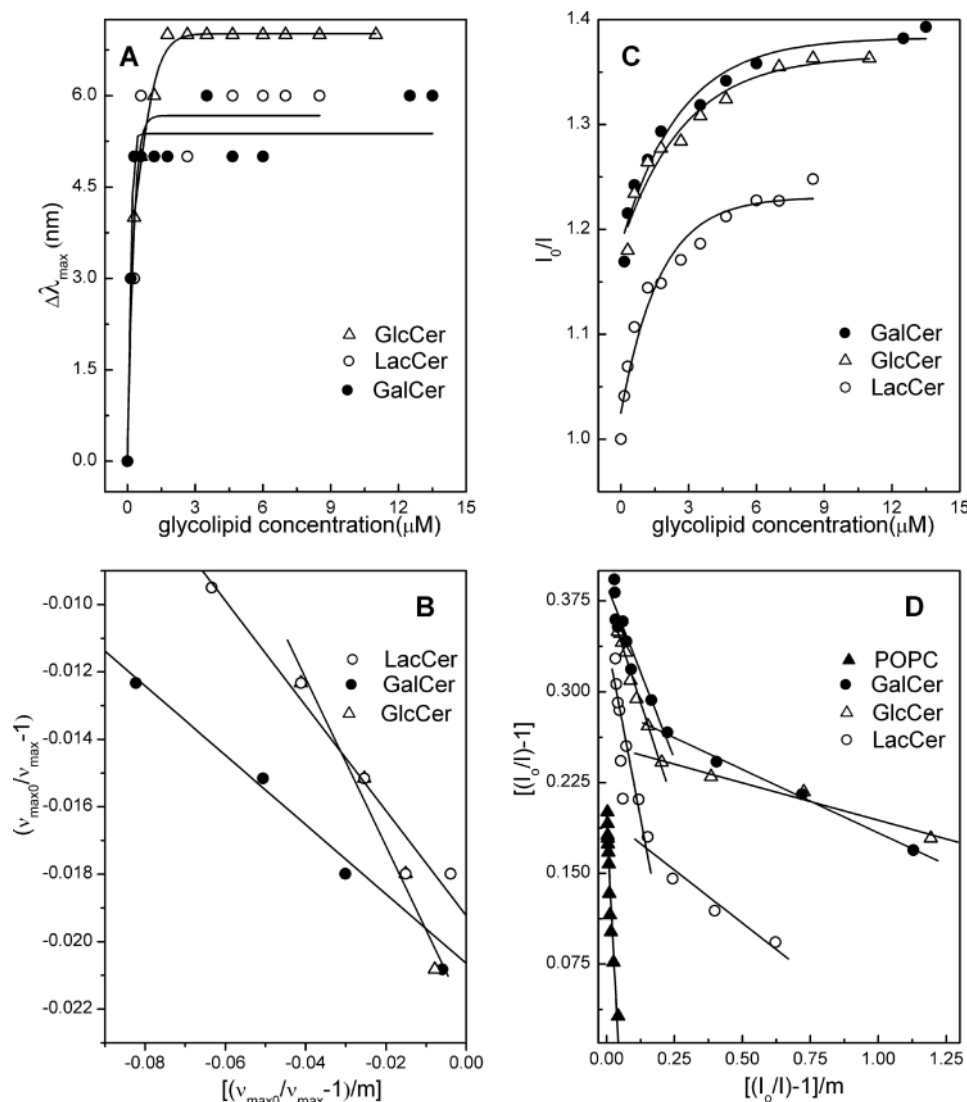 A
6.0
4.5
3.0
1.5
0.0
Δλmax (nm)
GlcCer
LacCer
GalCer
0 3 6 9 12 15
glycolipid concentration(μM)
C
1.4
1.3
1.2
1.1
1.0
I0/I
GalCer
GlcCer
LacCer
0 3 6 9 12 15
glycolipid concentration(μM)
B
-0.010
-0.012
-0.014
-0.016
-0.018
-0.020
-0.022
(νmax0/νmax-1)
LacCer
GalCer
GlcCer
-0.08 -0.06 -0.04 -0.02 0.00
[(νmax0/νmax-1)/m]
D
0.375
0.300
0.225
0.150
0.075
[(Io/I)-1]
POPC
GalCer
GlcCer
LacCer
0.00 0.25 0.50 0.75 1.00 1.25
[(Io/I)-1]/m